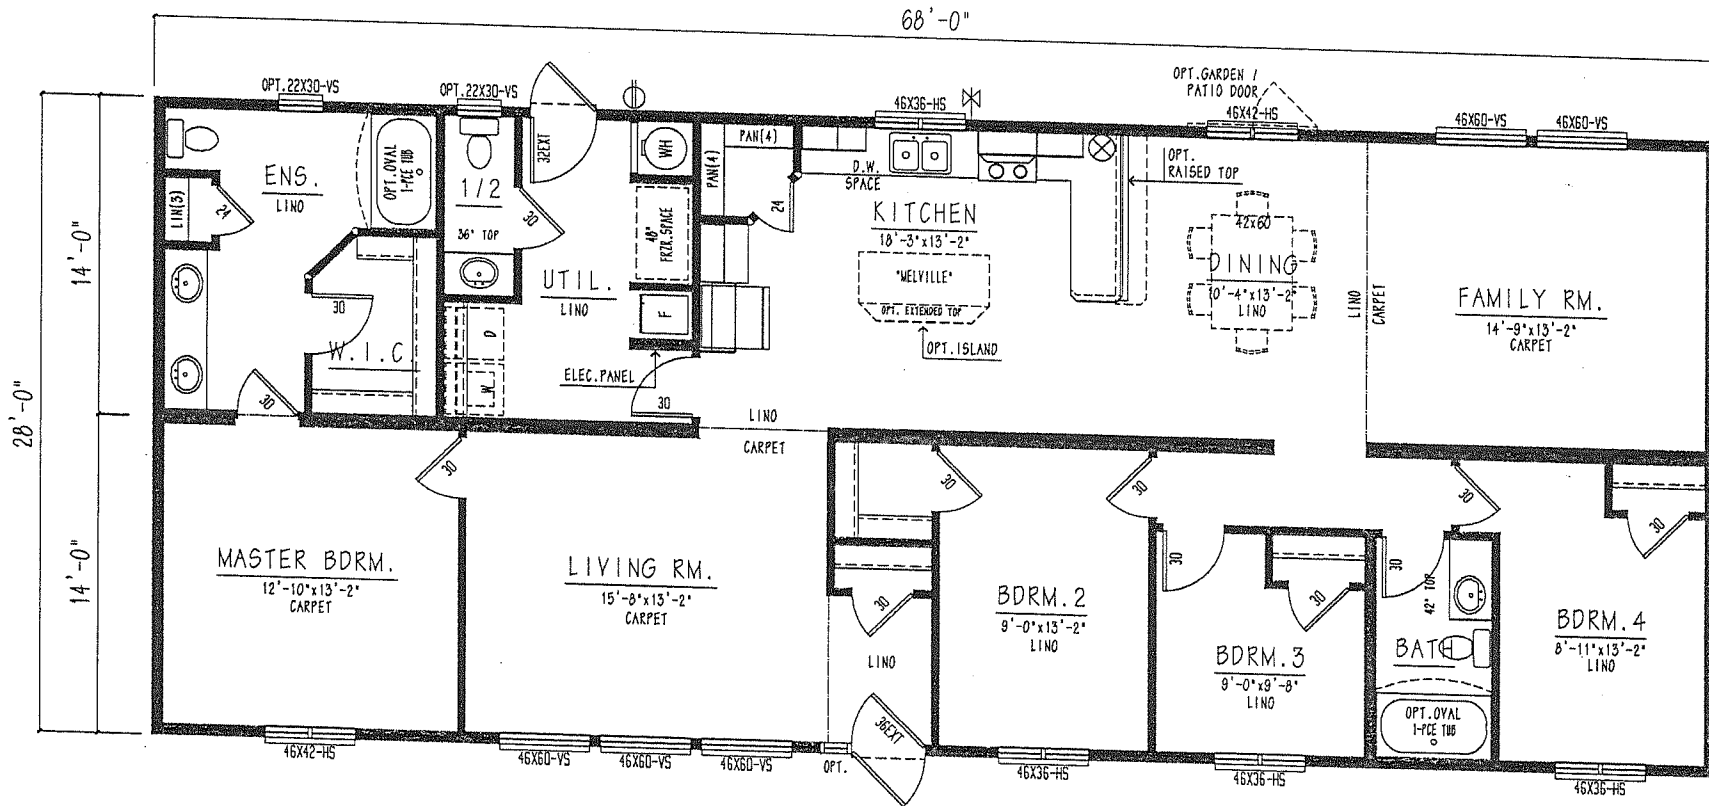 68'-0"
OPT.22X30-VS
OPT.22X30-VS
46X36-HS
OPT.GARDEN /
PATIO DOOR
46X42-HS
46X60-VS
46X60-VS
32EXT
WH
PAN(4)
PAN(4)
D.W.
SPACE
OPT.
RAISED TOP
ENS.
LINO
LIN(3)
24
OPT.OVAL
1-PCE TUB
1/2
36" TOP
30
48"
FRZR.SPACE
24
KITCHEN
18'-3"x13'-2"
"MELVILLE"
OPT. EXTENDED TOP
OPT.ISLAND
42x60
DINING
0'-4"x13'-2"
LINO
LINO
CARPET
FAMILY RM.
14'-9"x13'-2"
CARPET
14'-0"
28'-0"
UTIL.
LINO
F
D
W
ELEC.PANEL
30
30
W.I.C.
30
LINO
CARPET
14'-0"
MASTER BDRM.
12'-10"x13'-2"
CARPET
30
LIVING RM.
15'-8"x13'-2"
CARPET
30
30
LINO
36EXT
BDRM.2
9'-0"x13'-2"
LINO
30
30
30
BDRM.3
9'-0"x9'-8"
LINO
30
30
42" TOP
BATH
OPT.OVAL
1-PCE TUB
30
BDRM.4
8'-11"x13'-2"
LINO
46X42-HS
46X60-VS
46X60-VS
46X60-VS
OPT.
46X36-HS
46X36-HS
46X36-HS